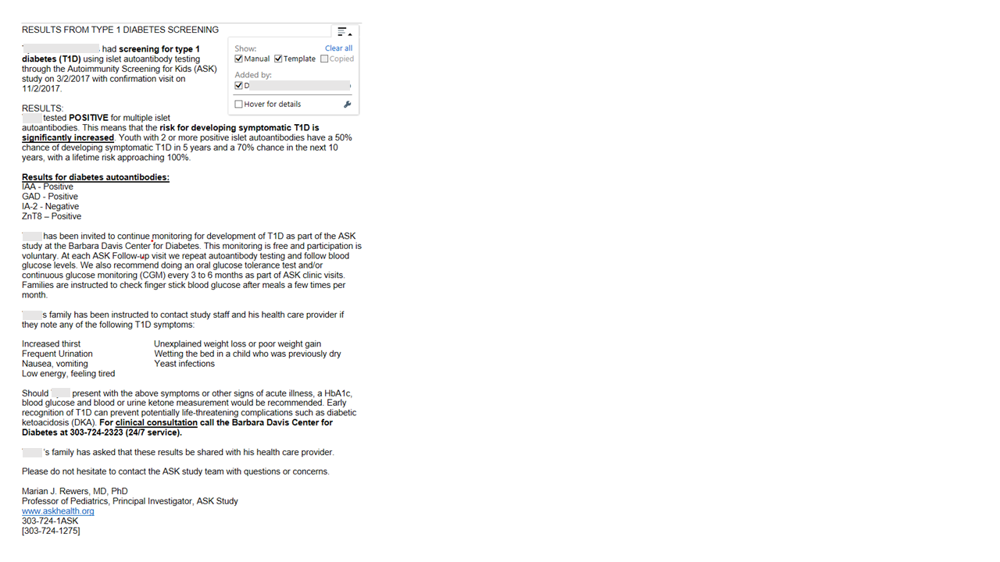 RESULTS FROM TYPE 1 DIABETES SCREENING
had screening for type 1
diabetes (T1D) using islet autoantibody testing
through the Autoimmunity Screening for Kids (ASK)
study on 3/2/2017 with confirmation visit on
11/2/2017.
Show: Clear all
Manual Template Copied
Added by:
D
Hover for details
RESULTS:
tested POSITIVE for multiple islet
autoantibodies. This means that the risk for developing symptomatic T1D is
significantly increased. Youth with 2 or more positive islet autoantibodies have a 50%
chance of developing symptomatic T1D in 5 years and a 70% chance in the next 10
years, with a lifetime risk approaching 100%.
Results for diabetes autoantibodies:
IAA - Positive
GAD - Positive
IA-2 - Negative
ZnT8 – Positive
has been invited to continue monitoring for development of T1D as part of the ASK
study at the Barbara Davis Center for Diabetes. This monitoring is free and participation is
voluntary. At each ASK Follow-up visit we repeat autoantibody testing and follow blood
glucose levels. We also recommend doing an oral glucose tolerance test and/or
continuous glucose monitoring (CGM) every 3 to 6 months as part of ASK clinic visits.
Families are instructed to check finger stick blood glucose after meals a few times per
month.
s family has been instructed to contact study staff and his health care provider if
they note any of the following T1D symptoms:
Increased thirst Unexplained weight loss or poor weight gain
Frequent Urination Wetting the bed in a child who was previously dry
Nausea, vomiting Yeast infections
Low energy, feeling tired
Should present with the above symptoms or other signs of acute illness, a HbA1c,
blood glucose and blood or urine ketone measurement would be recommended. Early
recognition of T1D can prevent potentially life-threatening complications such as diabetic
ketoacidosis (DKA). For clinical consultation call the Barbara Davis Center for
Diabetes at 303-724-2323 (24/7 service).
's family has asked that these results be shared with his health care provider.
Please do not hesitate to contact the ASK study team with questions or concerns.
Marian J. Rewers, MD, PhD
Professor of Pediatrics, Principal Investigator, ASK Study
www.askhealth.org
303-724-1ASK
[303-724-1275]